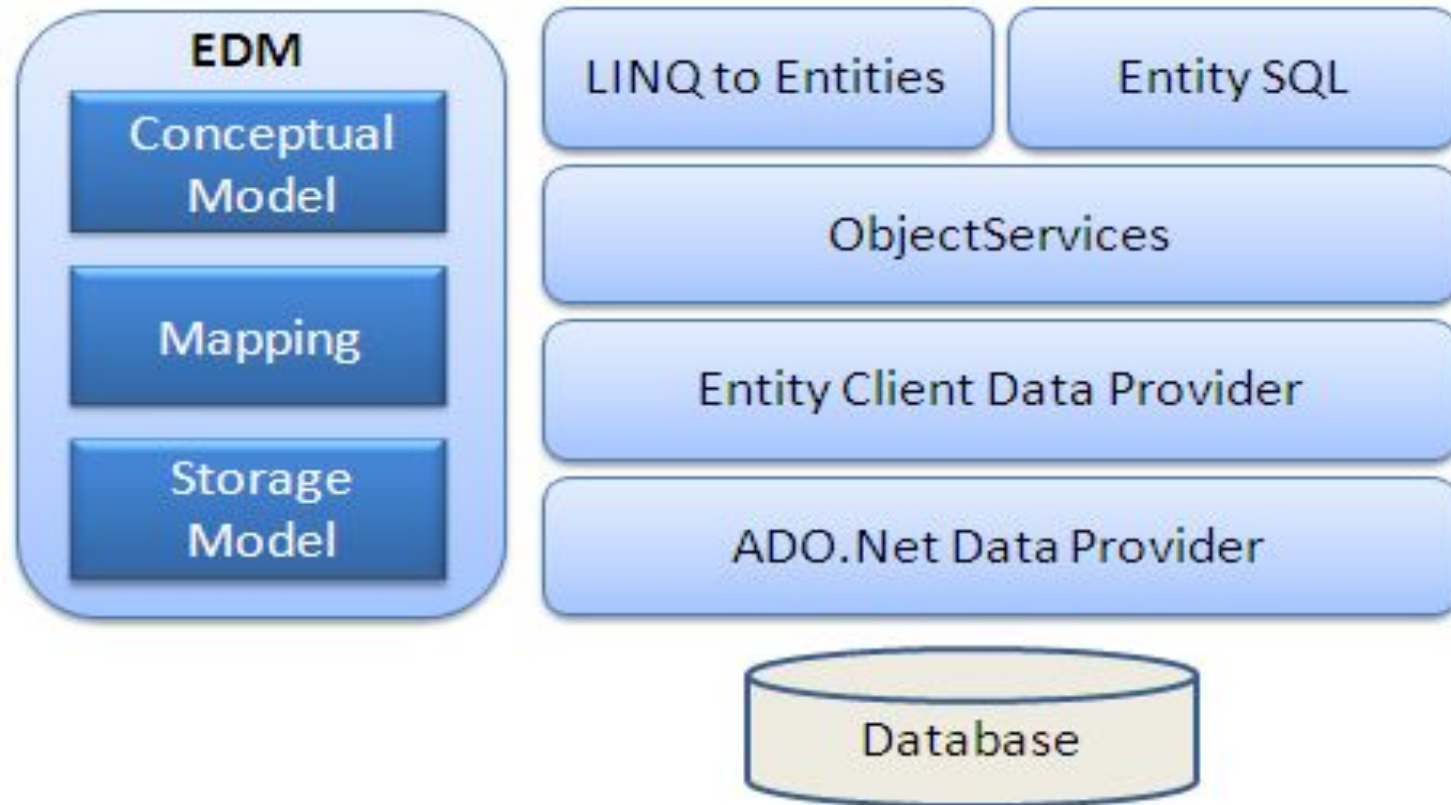 EDM
Conceptual
Model
Mapping
Storage
Model
LINQ to Entities
Entity SQL
ObjectServices
Entity Client Data Provider
ADO.Net Data Provider
Database